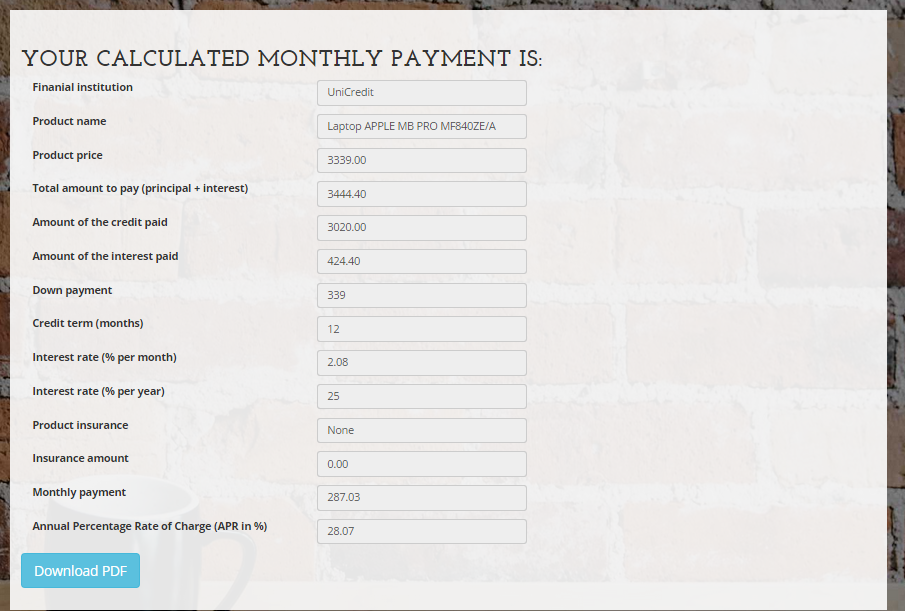 YOUR CALCULATED MONTHLY PAYMENT IS:
Finanial institution UniCredit
Product name Laptop APPLE MB PRO MF840ZE/A
Product price 3339.00
Total amount to pay (principal + interest) 3444.40
Amount of the credit paid 3020.00
Amount of the interest paid 424.40
Down payment 339
Credit term (months) 12
Interest rate (% per month) 2.08
Interest rate (% per year) 25
Product insurance None
Insurance amount 0.00
Monthly payment 287.03
Annual Percentage Rate of Charge (APR in %) 28.07
Download PDF